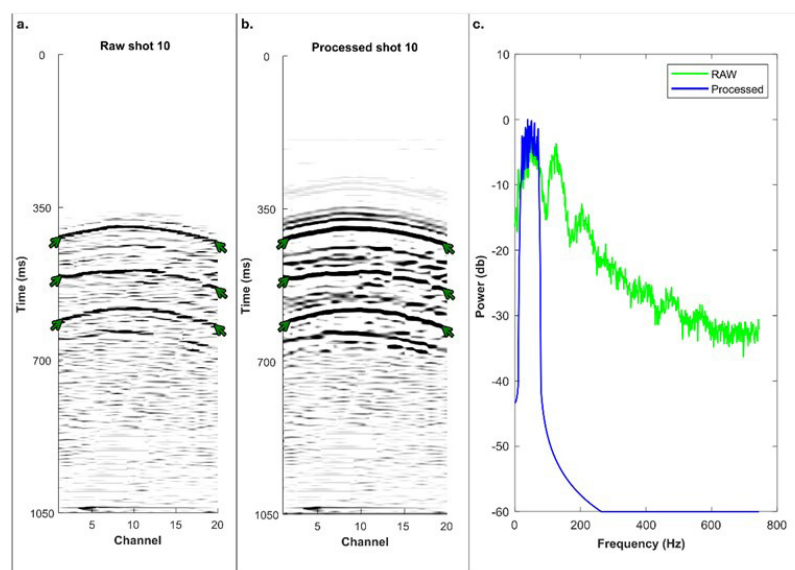 a.
Raw shot 10
0
350
700
1050
Time (ms)
5 10 15 20
Channel
b.
Processed shot 10
0
350
700
1050
Time (ms)
5 10 15 20
Channel
c.
10
0
-10
-20
-30
-40
-50
-60
Power (db)
RAW
Processed
0 200 400 600 800
Frequency (Hz)